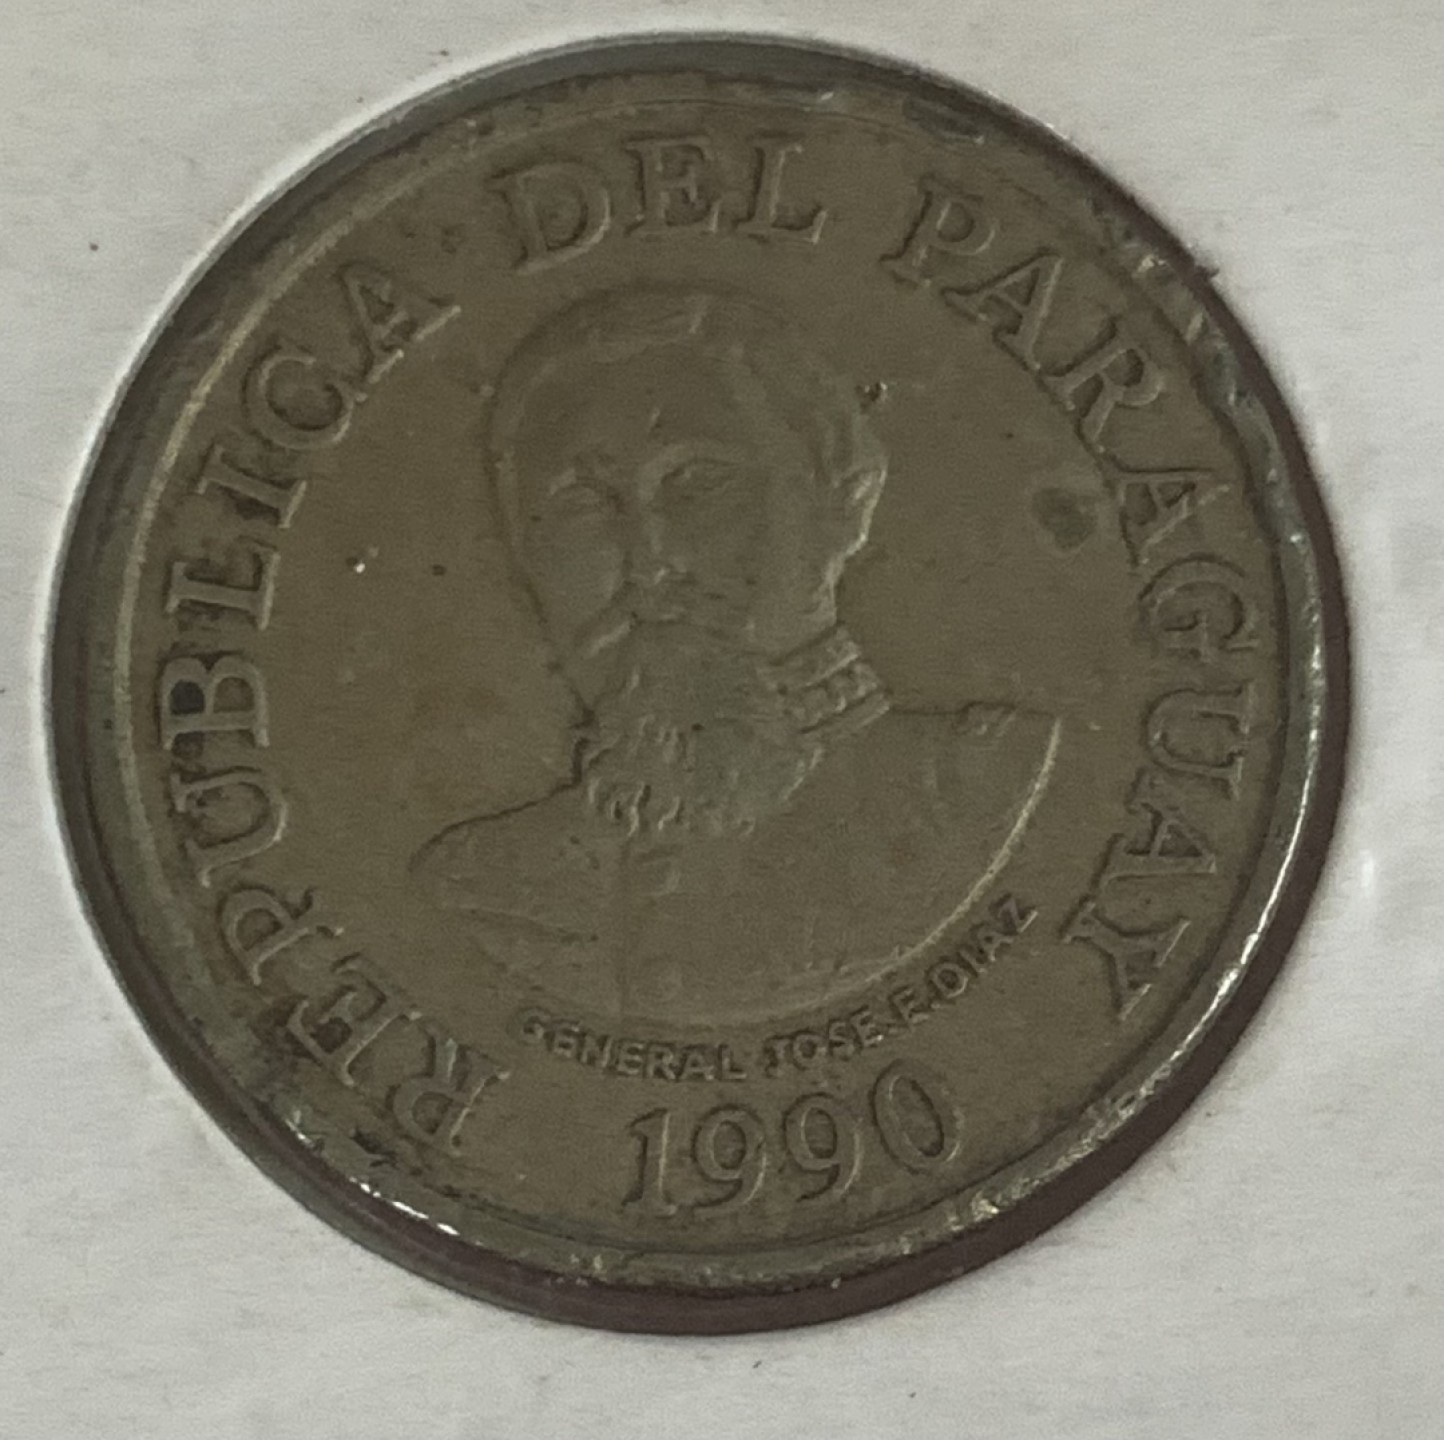 REPUBLICA DEL PARAGUAY
GENERAL JOSE E. DIAZ
1990